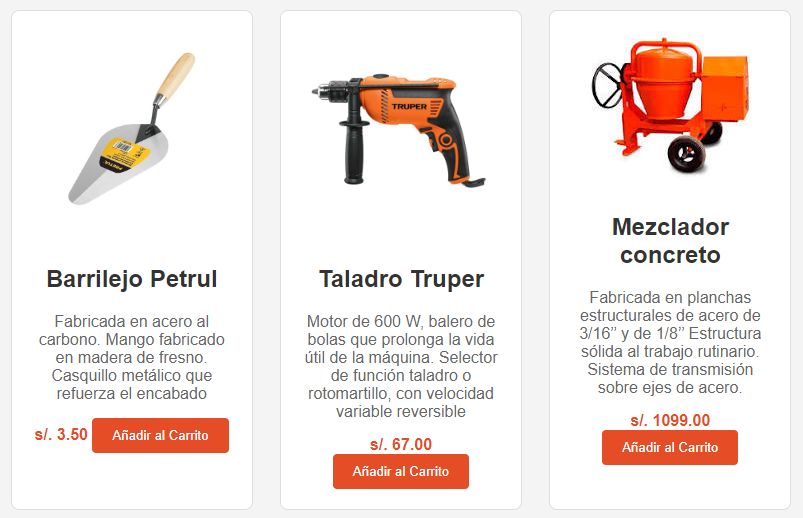 Barrilejo Petrul
Fabricada en acero al
carbono. Mango fabricado
en madera de fresno.
Casquillo metálico que
refuerza el encabado
s/. 3.50 Añadir al Carrito
TRUPER
Taladro Truper
Motor de 600 W, balero de
bolas que prolonga la vida
útil de la máquina. Selector
de función taladro o
rotomartillo, con velocidad
variable reversible
s/. 67.00
Añadir al Carrito
Mezclador
concreto
Fabricada en planchas
estructurales de acero de
3/16’’ y de 1/8’’ Estructura
sólida al trabajo rutinario.
Sistema de transmisión
sobre ejes de acero.
s/. 1099.00
Añadir al Carrito